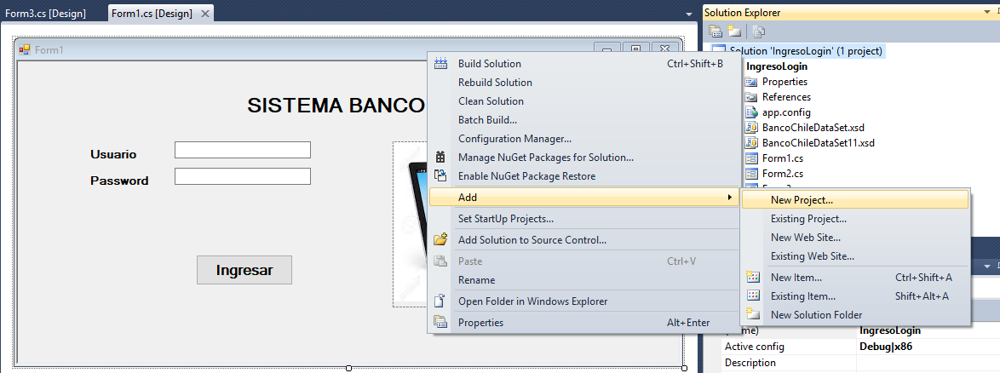 Form3.cs [Design]
Form1.cs [Design]
Form1
SISTEMA BANCO
Usuario
Password
Ingresar
Build Solution Ctrl+Shift+B
Rebuild Solution
Clean Solution
Batch Build...
Configuration Manager...
Manage NuGet Packages for Solution...
Enable NuGet Package Restore
Add
Set StartUp Projects...
Add Solution to Source Control...
Paste Ctrl+V
Rename
Open Folder in Windows Explorer
Properties Alt+Enter
New Project...
Existing Project...
New Web Site...
Existing Web Site...
New Item... Ctrl+Shift+A
Existing Item... Shift+Alt+A
New Solution Folder
Solution Explorer
Solution 'IngresoLogin' (1 project)
IngresoLogin
Properties
References
app.config
BancoChileDataSet.xsd
BancoChileDataSet11.xsd
Form1.cs
Form2.cs
IngresoLogin
Active config Debug|x86
Description